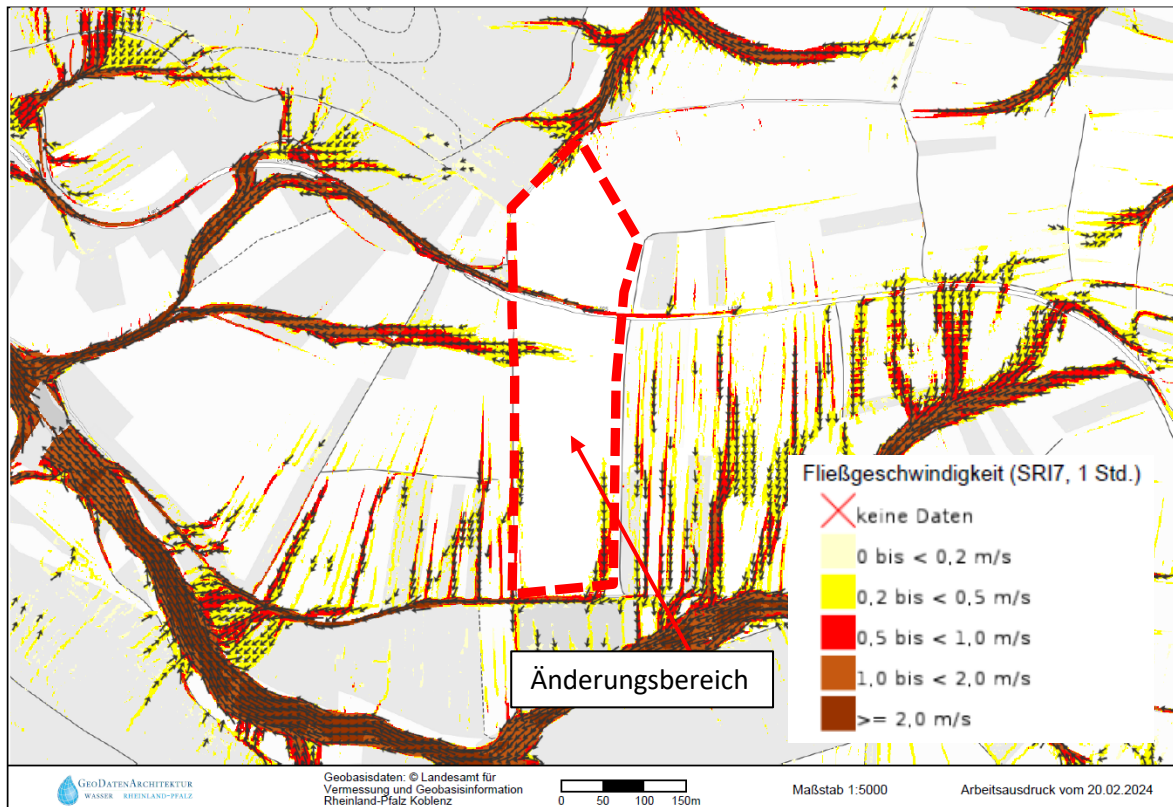 Fließgeschwindigkeit (SRI7, 1 Std.)
keine Daten
0 bis < 0,2 m/s
0,2 bis < 0,5 m/s
0,5 bis < 1,0 m/s
1,0 bis < 2,0 m/s
>= 2,0 m/s
Änderungsbereich
GEODATENARCHITEKTUR
WASSER RHEINLAND-PFALZ
Geobasisdaten: © Landesamt für
Vermessung und Geobasisinformation
Rheinland-Pfalz Koblenz
0 50 100 150m
Maßstab 1:5000
Arbeitsausdruck vom 20.02.2024